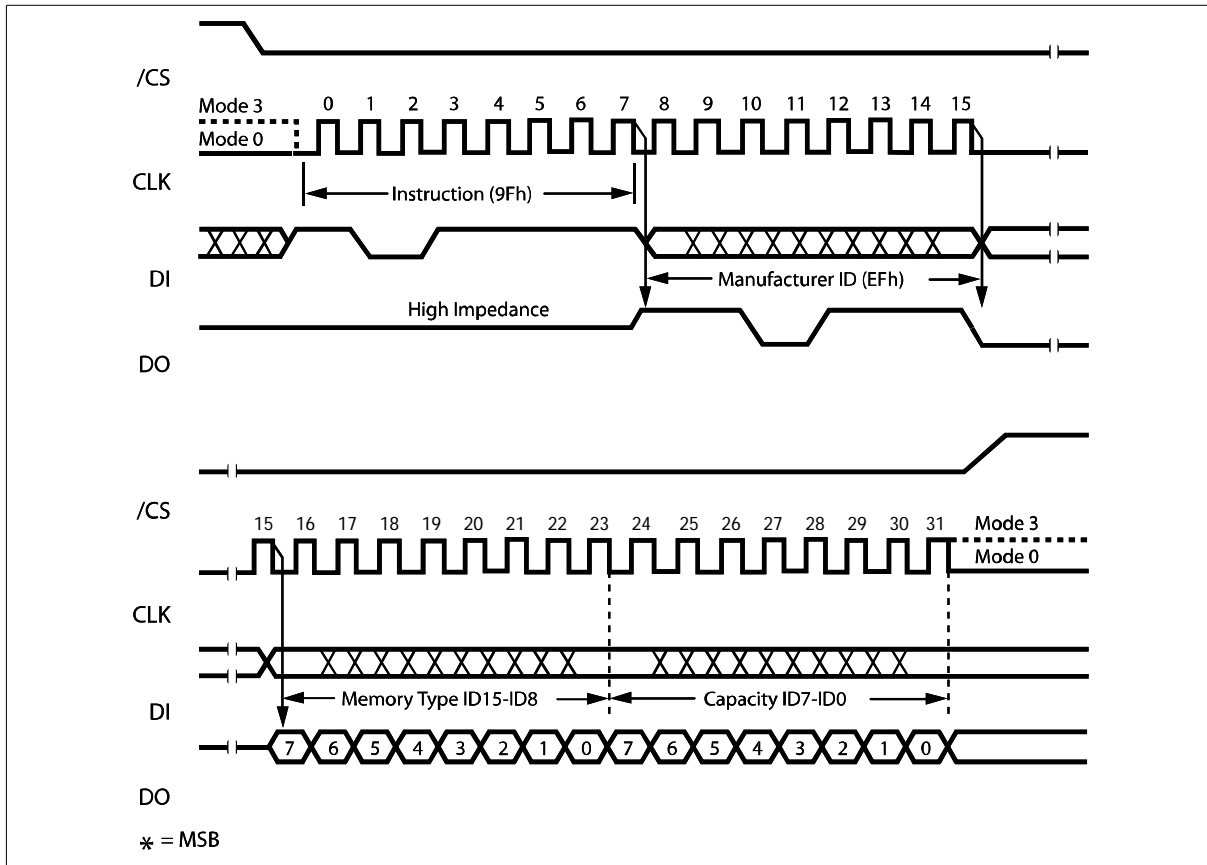 /CS
Mode 3
0 1 2 3 4 5 6 7 8 9 10 11 12 13 14 15
Mode 0
CLK
Instruction (9Fh)
DI
Manufacturer ID (EFh)
High Impedance
DO
/CS
15 16 17 18 19 20 21 22 23 24 25 26 27 28 29 30 31
Mode 3
Mode 0
CLK
Memory Type ID15-ID8
Capacity ID7-ID0
DI
7 6 5 4 3 2 1 0 7 6 5 4 3 2 1 0
DO
* = MSB